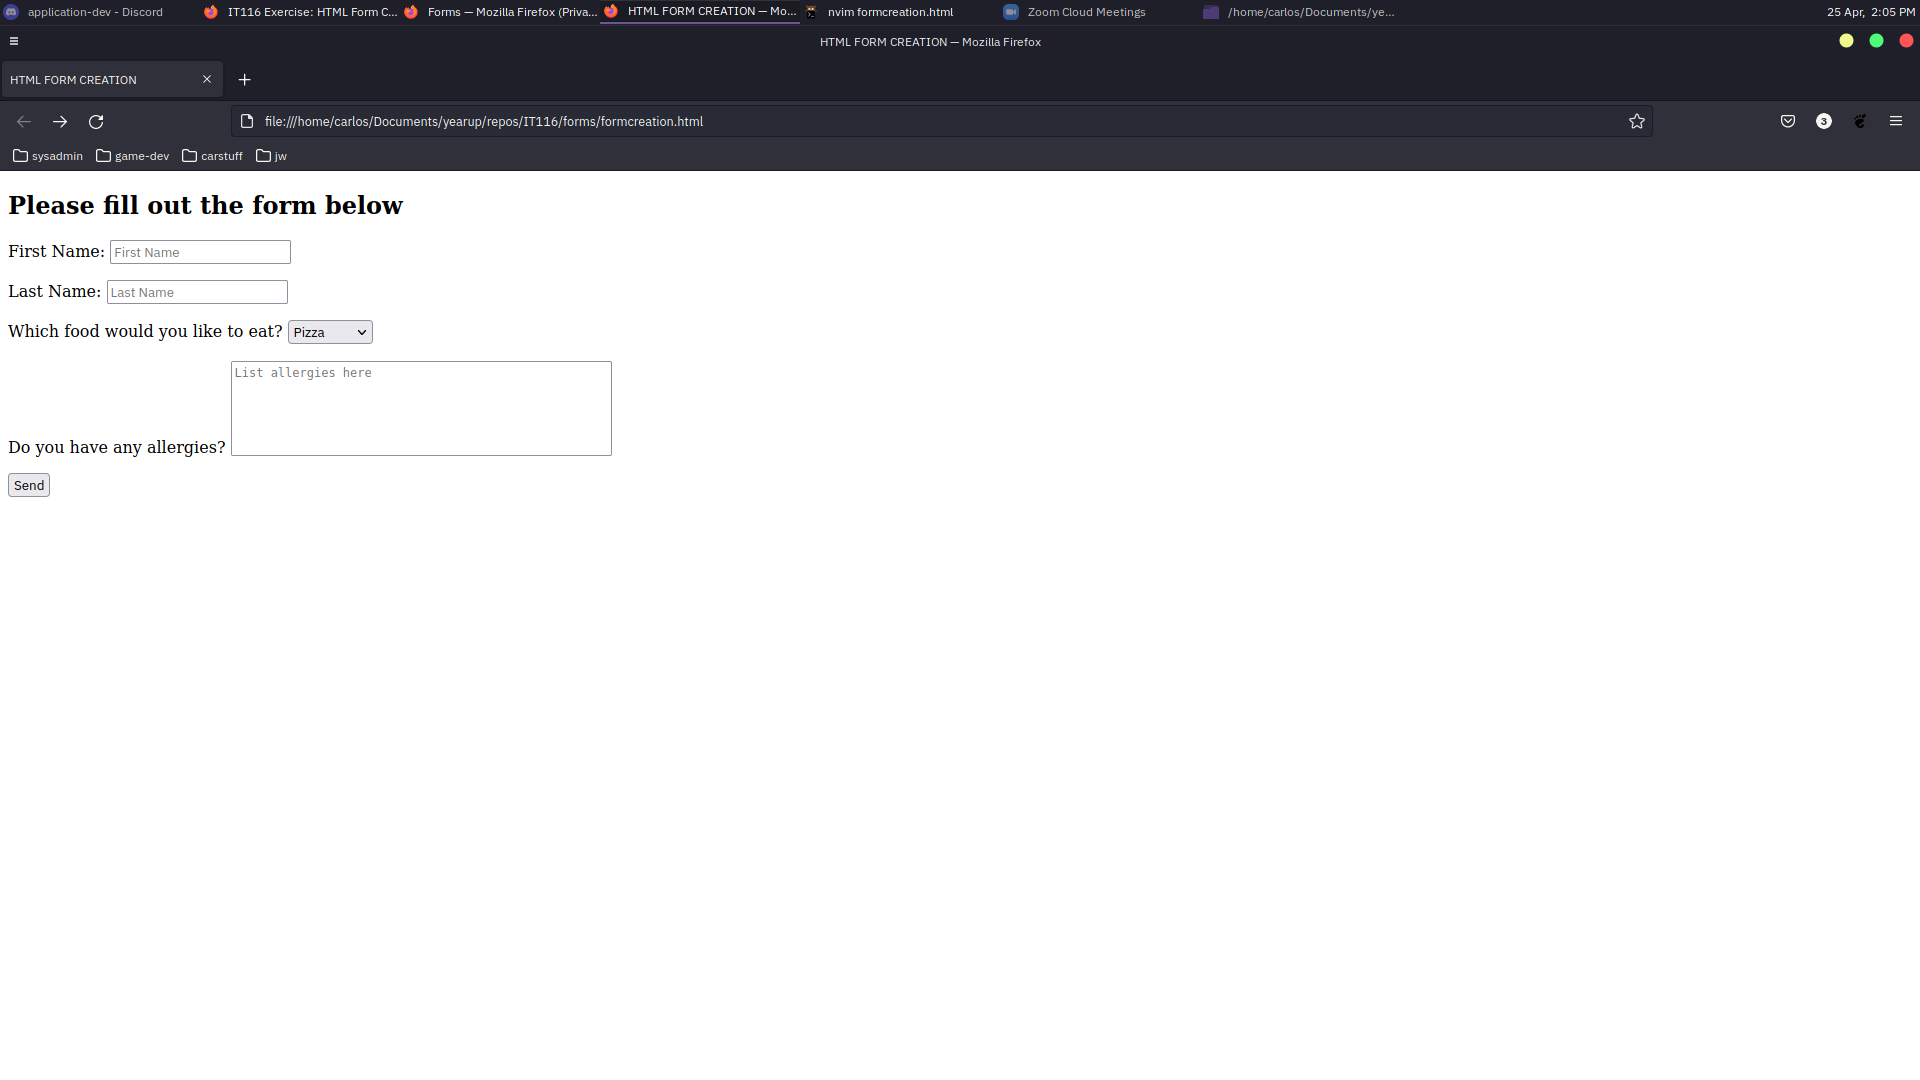 application-dev - Discord IT116 Exercise: HTML Form C... Forms — Mozilla Firefox (Priva... HTML FORM CREATION — Mo... nvim formcreation.html Zoom Cloud Meetings /home/carlos/Documents/ye... 25 Apr, 2:05 PM
HTML FORM CREATION — Mozilla Firefox
HTML FORM CREATION
file:///home/carlos/Documents/yearup/repos/IT116/forms/formcreation.html 3
sysadmin game-dev carstuff jw
Please fill out the form below
First Name: First Name
Last Name: Last Name
Which food would you like to eat? Pizza
List allergies here
Do you have any allergies?
Send